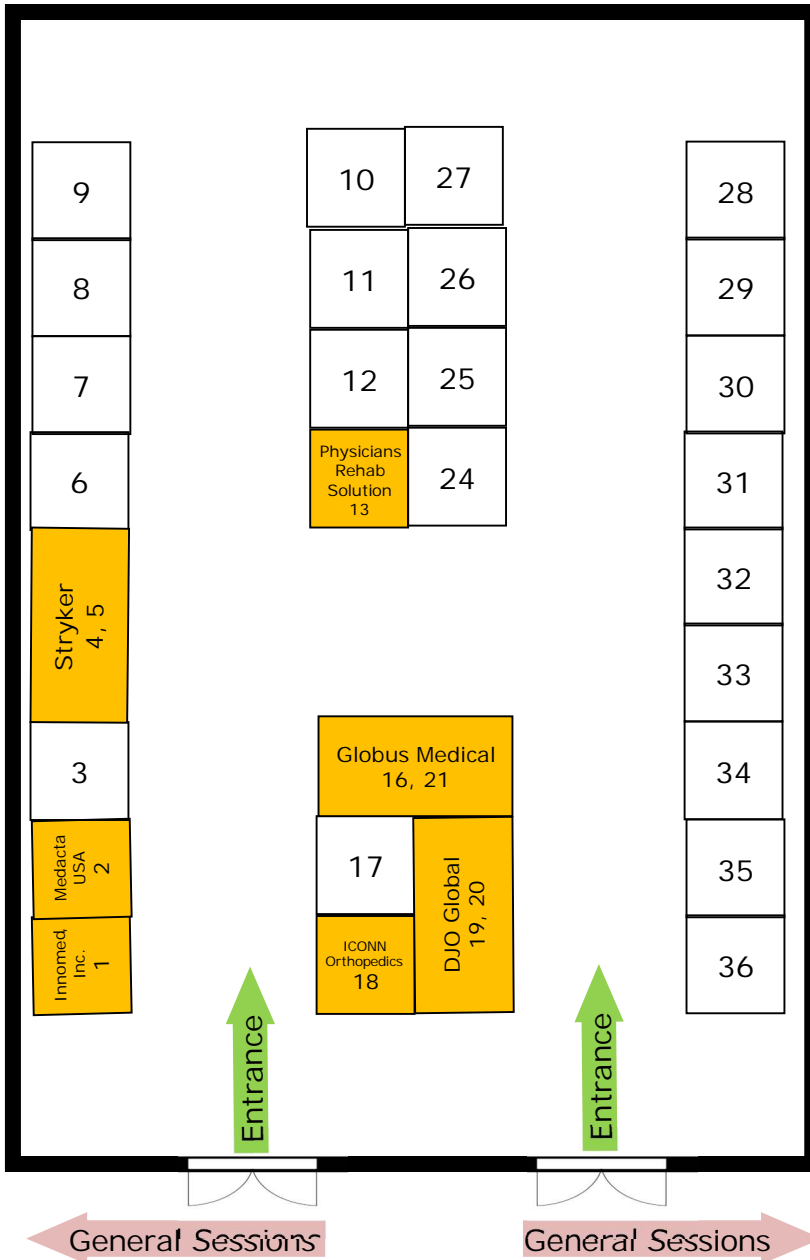 9
8
7
6
Stryker
4, 5
3
Medacta
USA
2
Innomed,
Inc.
1
10
27
11
26
12
25
Physicians
Rehab
Solution
13
24
Globus Medical
16, 21
17
DJO Global
19, 20
ICONN
Orthopedics
18
28
29
30
31
32
33
34
35
36
Entrance
Entrance
General Sessions
General Sessions